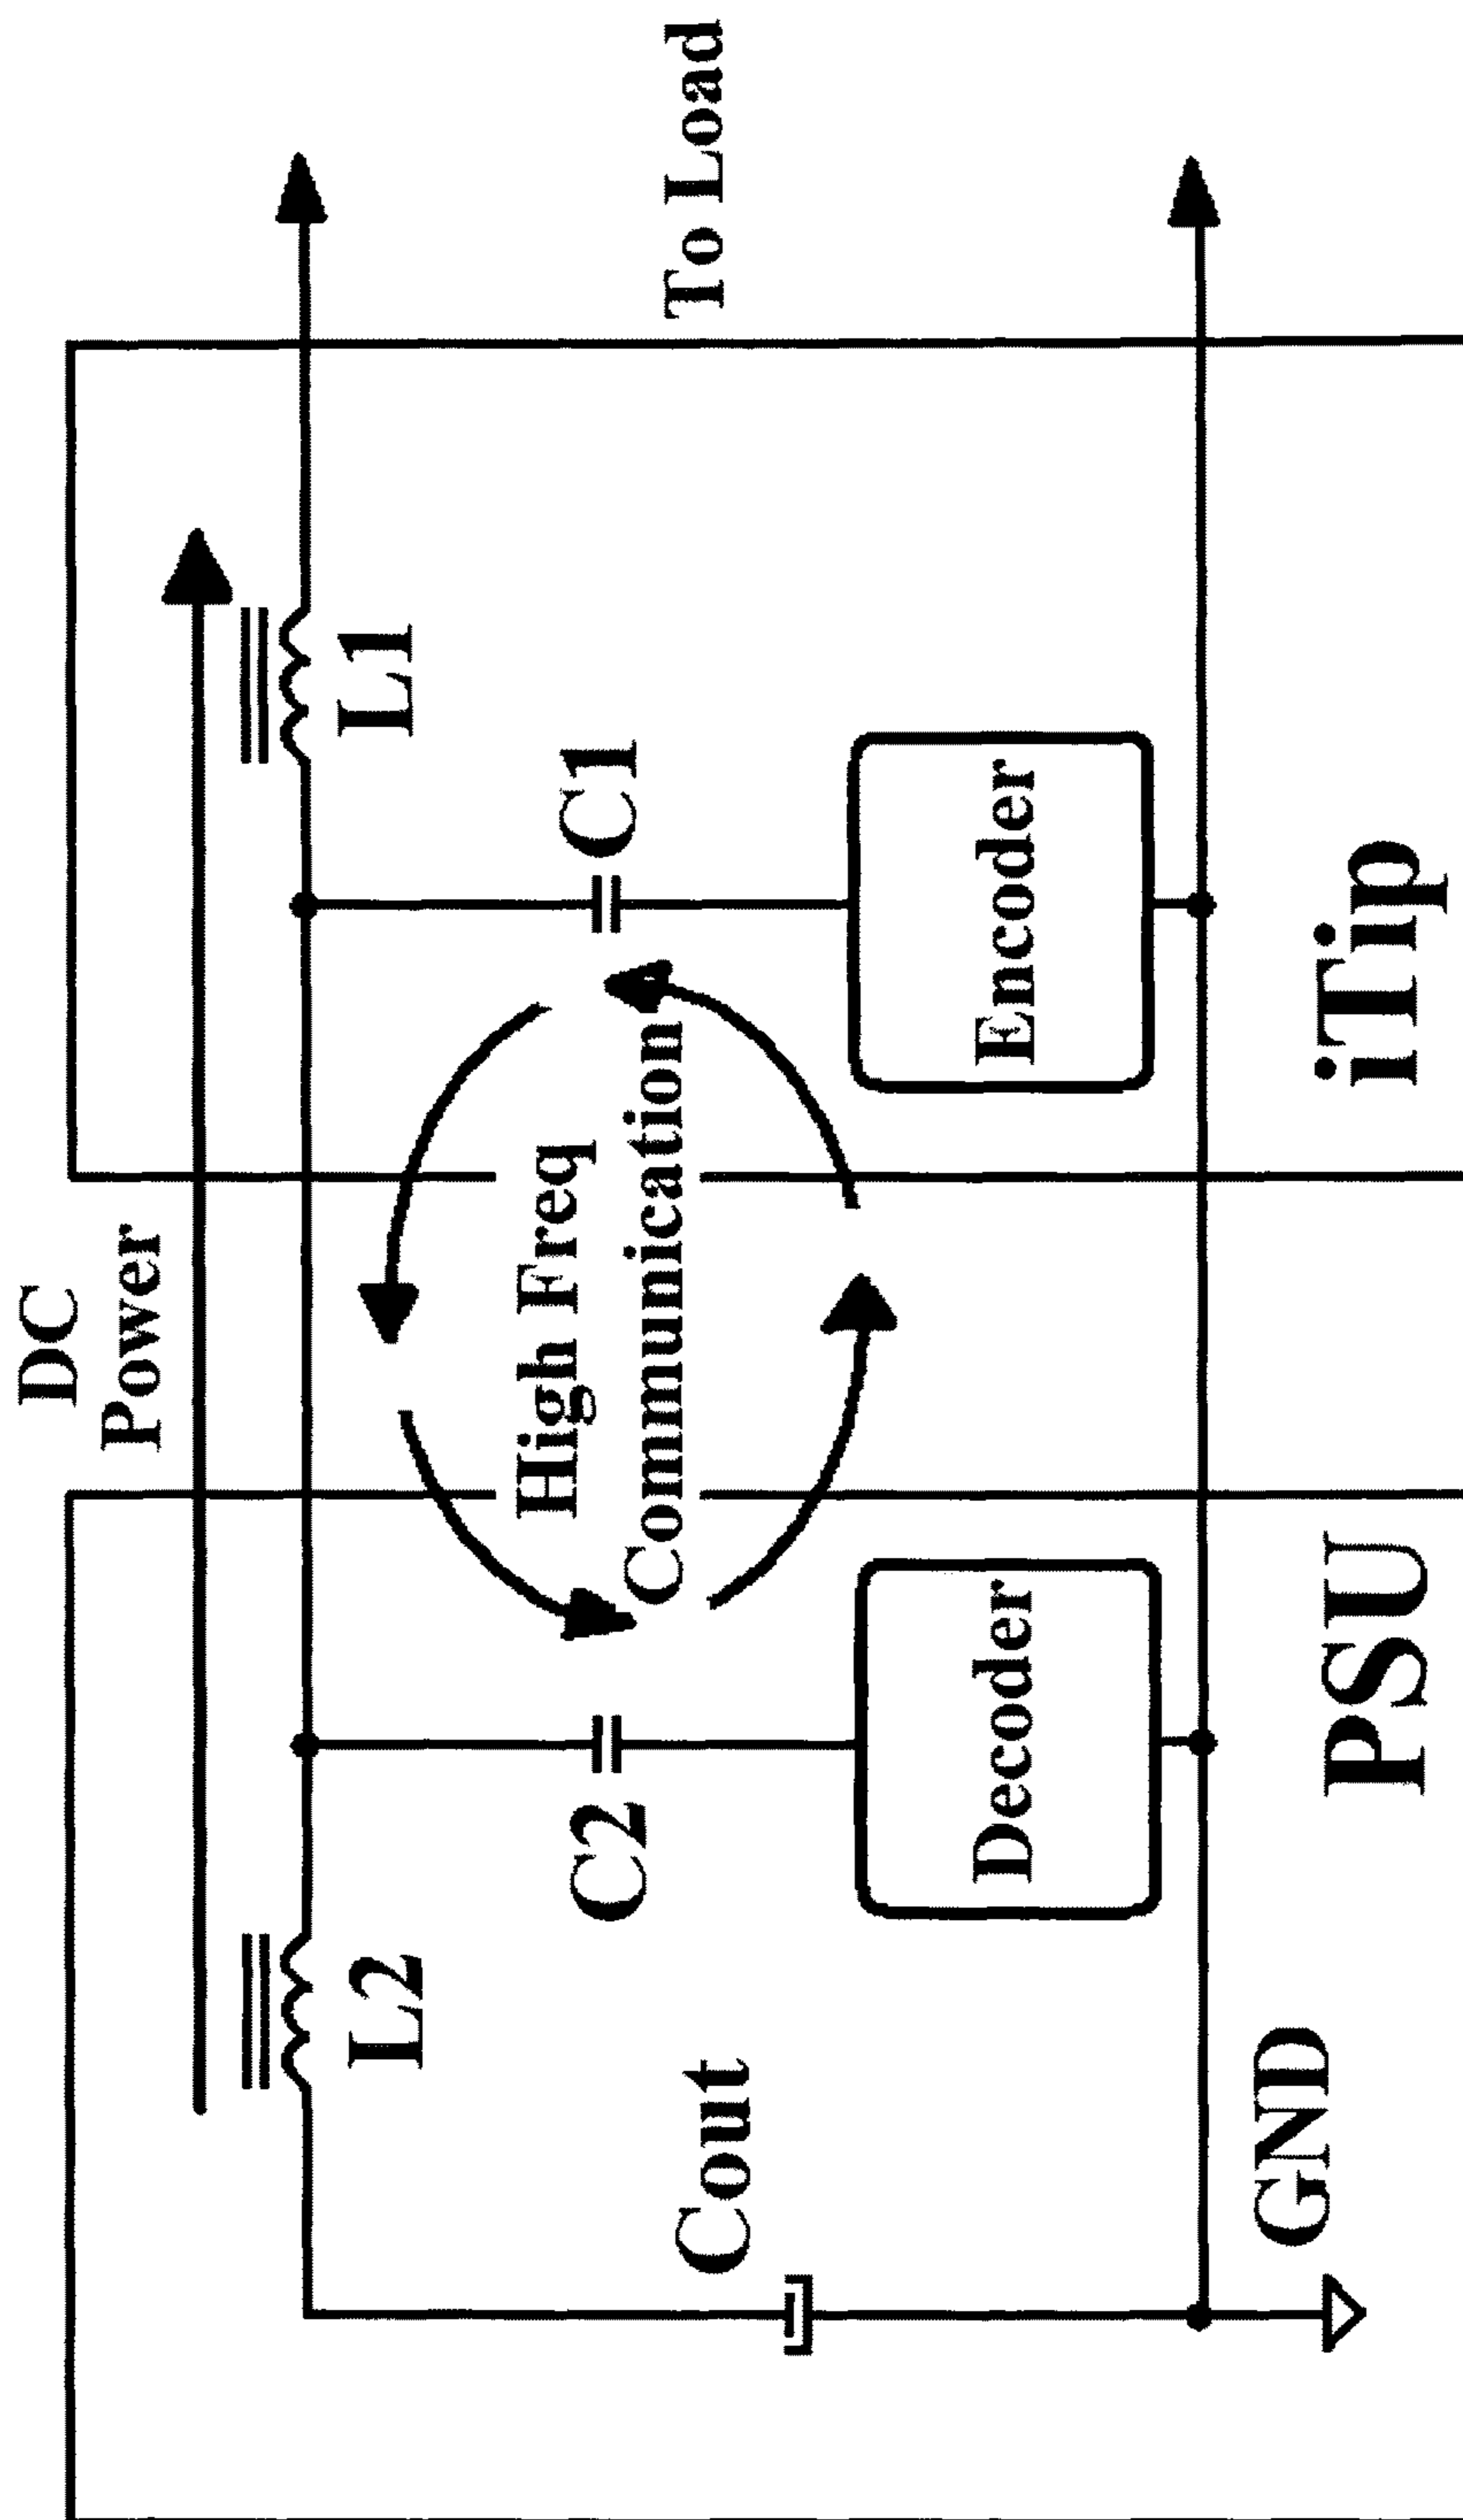 DC
Power
L2
L1
To Load
High Freq
Communication
C2
C1
Cout
Decoder
Encoder
GND
PSU
iTip